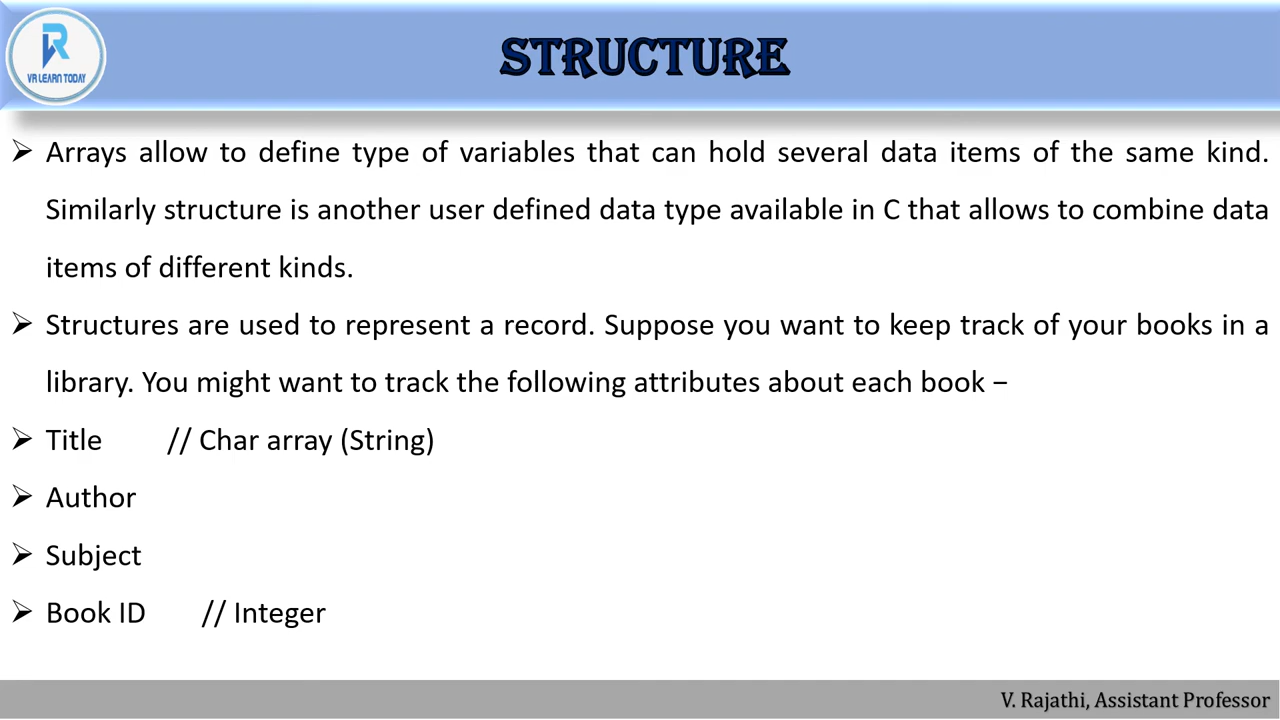 VR LEARN TODAY
STRUCTURE
➢ Arrays allow to define type of variables that can hold several data items of the same kind.
Similarly structure is another user defined data type available in C that allows to combine data
items of different kinds.
➢ Structures are used to represent a record. Suppose you want to keep track of your books in a
library. You might want to track the following attributes about each book −
➢ Title // Char array (String)
➢ Author
➢ Subject
➢ Book ID // Integer
V. Rajathi, Assistant Professor